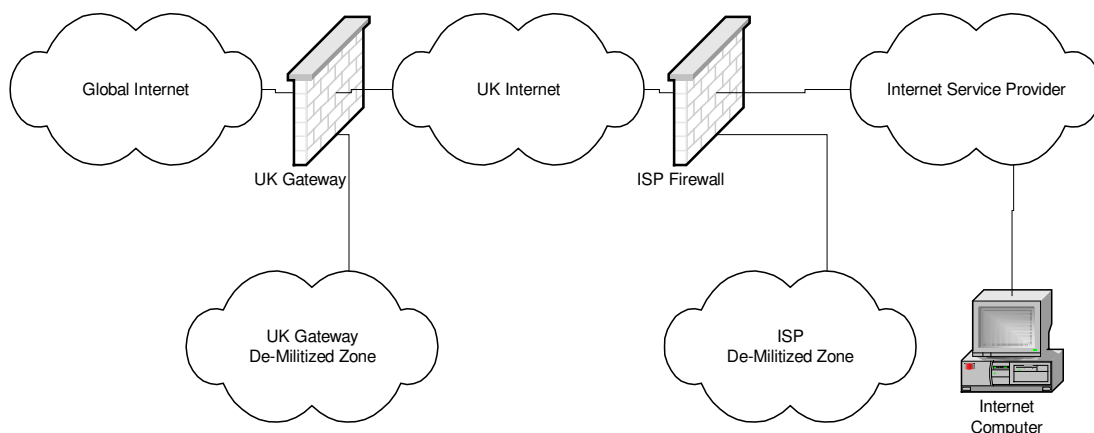 Global Internet
UK Internet
Internet Service Provider
UK Gateway
ISP Firewall
UK Gateway
De-Militized Zone
ISP
De-Militized Zone
Internet
Computer